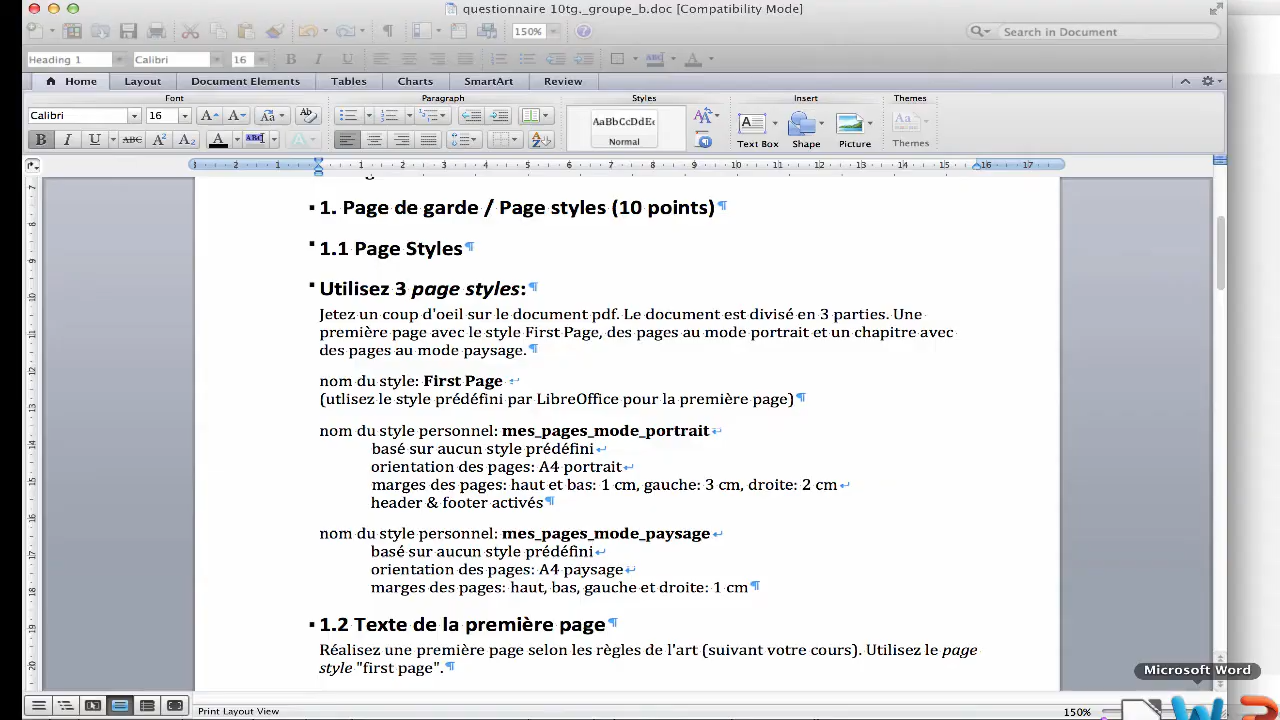 questionnaire 10tg._groupe_b.doc [Compatibility Mode]
150%
Search in Document
Heading 1
Calibri
16
Home
Layout
Document Elements
Tables
Charts
SmartArt
Review
Font
Paragraph
Styles
Insert
Themes
Calibri
16
AaBbCcDdEe
Normal
Text Box
Shape
Picture
Themes
1. Page de garde / Page styles (10 points)
1.1 Page Styles
Utilisez 3 page styles:
Jetez un coup d'oeil sur le document pdf. Le document est divisé en 3 parties. Une
première page avec le style First Page, des pages au mode portrait et un chapitre avec
des pages au mode paysage.
nom du style: First Page
(utlisez le style prédéfini par LibreOffice pour la première page)
nom du style personnel: mes_pages_mode_portrait
basé sur aucun style prédéfini
orientation des pages: A4 portrait
marges des pages: haut et bas: 1 cm, gauche: 3 cm, droite: 2 cm
header & footer activés
nom du style personnel: mes_pages_mode_paysage
basé sur aucun style prédéfini
orientation des pages: A4 paysage
marges des pages: haut, bas, gauche et droite: 1 cm
1.2 Texte de la première page
Réalisez une première page selon les règles de l'art (suivant votre cours). Utilisez le page
style "first page".
Microsoft Word
Print Layout View
150%